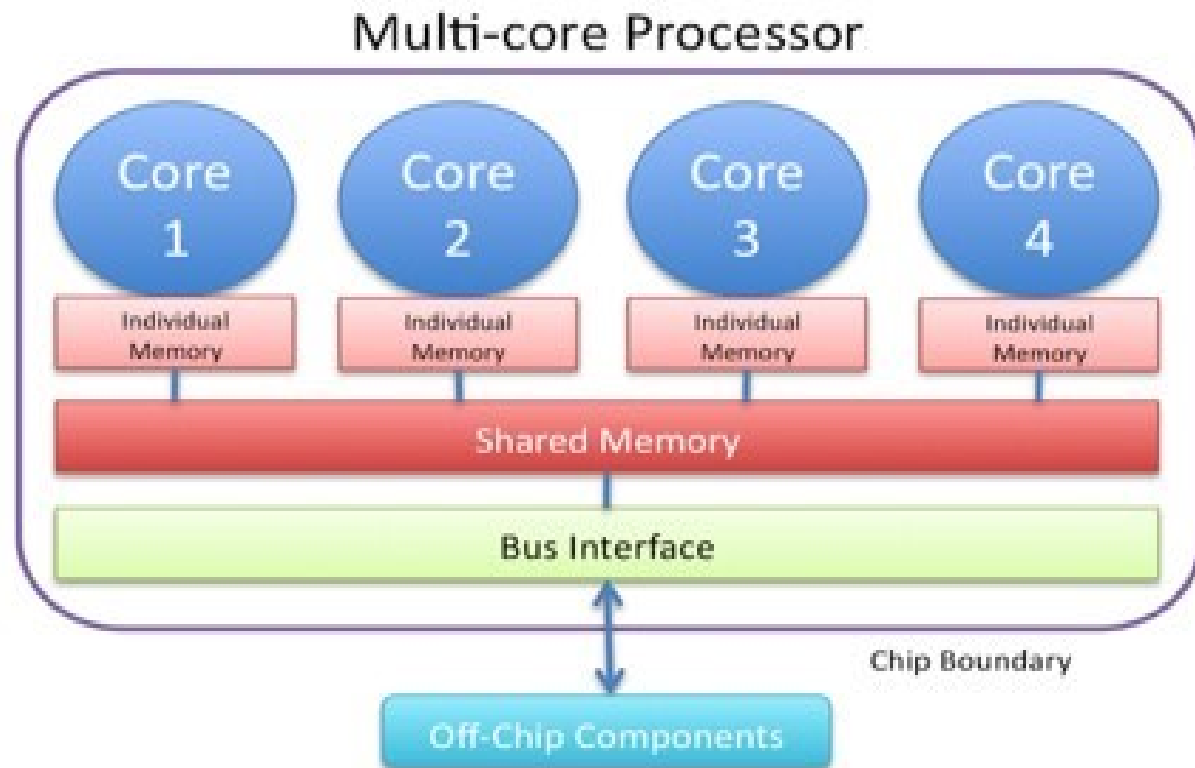 Multi-core Processor
Core
1
Core
2
Core
3
Core
4
Individual
Memory
Individual
Memory
Individual
Memory
Individual
Memory
Shared Memory
Bus Interface
Chip Boundary
Off-Chip Components